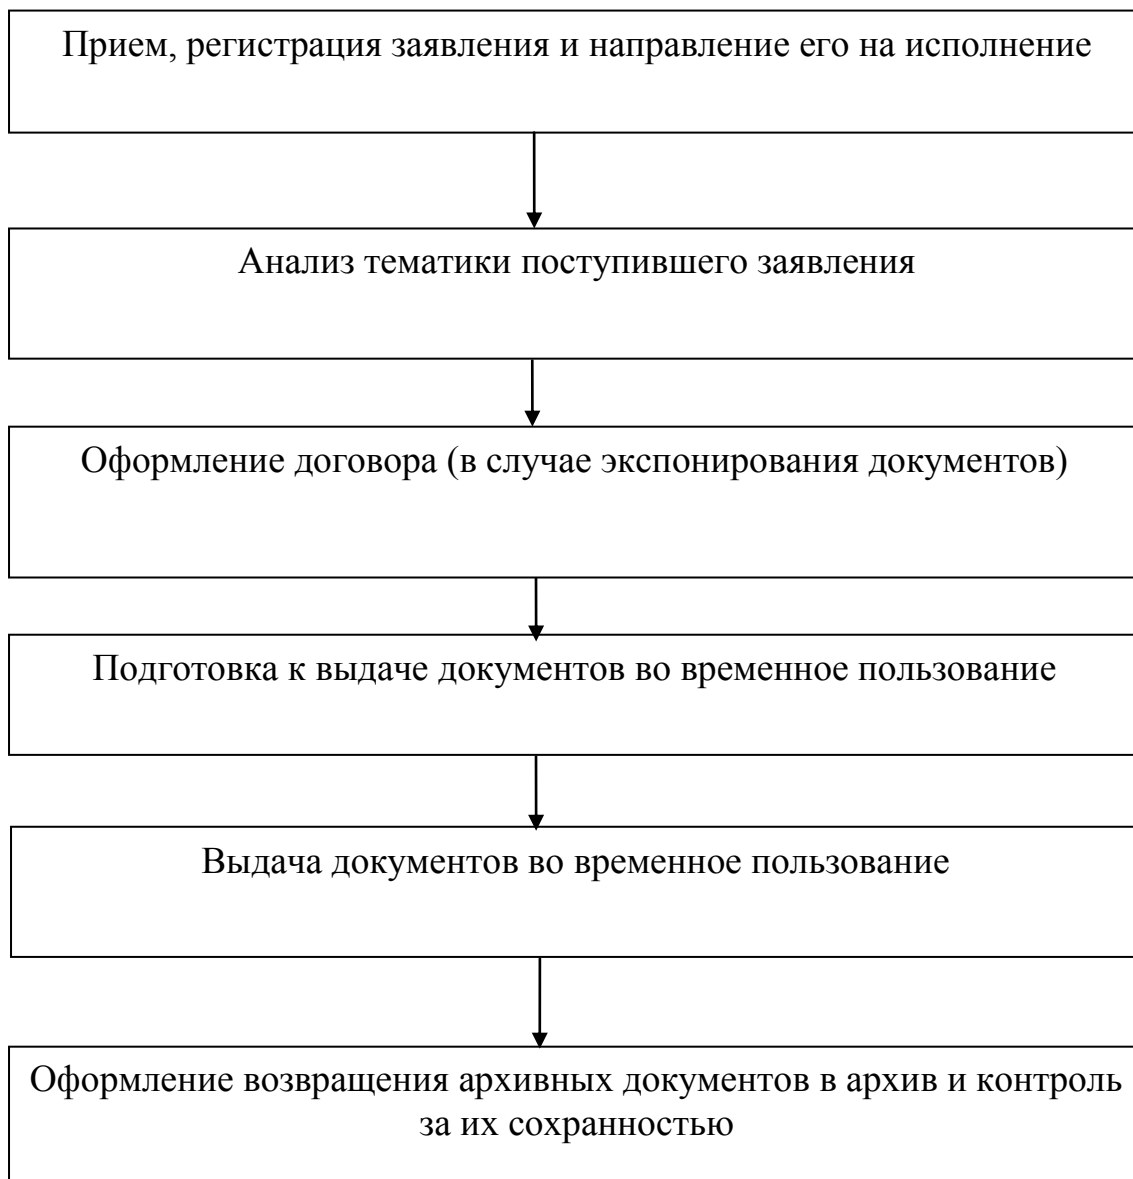 Прием, регистрация заявления и направление его на исполнение
Анализ тематики поступившего заявления
Оформление договора (в случае экспонирования документов)
Подготовка к выдаче документов во временное пользование
Выдача документов во временное пользование
Оформление возвращения архивных документов в архив и контроль
за их сохранностью